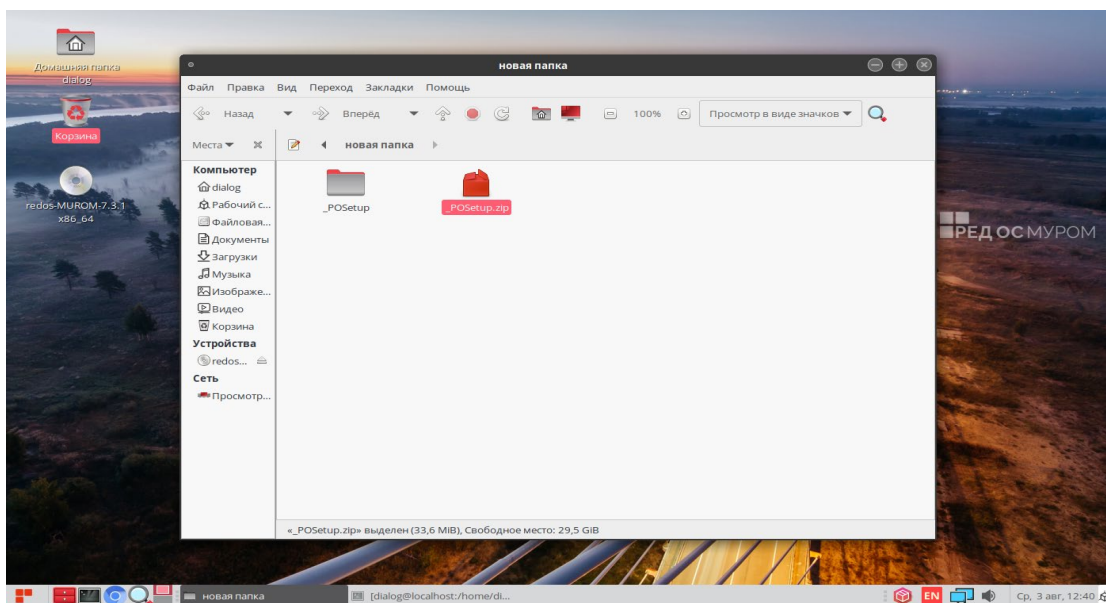 Домашняя папка
dialog
Корзина
redos-MUROM-7.3.1
x86_64
новая папка
Файл Правка Вид Переход Закладки Помощь
Назад Вперёд 100% Просмотр в виде значков
Места новая папка
Компьютер
dialog
Рабочий с...
Файловая...
Документы
Загрузки
Музыка
Изображе...
Видео
Корзина
Устройства
redos...
Сеть
Просмотр...
_POSetup
_POSetup.zip
«_POSetup.zip» выделен (33,6 MiB), Свободное место: 29,5 GiB
РЕД ОС МУРОМ
новая папка
[dialog@localhost:/home/di...
EN
Ср, 3 авг, 12:40